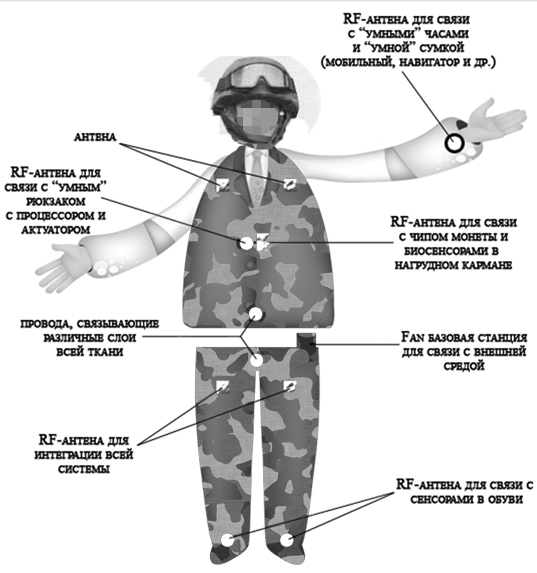 RF-антена для связи
с “умными” часами
и “умной” сумкой
(мобильный, навигатор и др.)
антена
RF-антена для
связи с “умным”
рюкзаком
с процессором и
актуатором
RF-антена для связи
с чипом монеты и
биосенсорами в
нагрудном кармане
провода, связывающие
различные слои
всей ткани
Fan базовая станция
для связи с внешней
средой
RF-антена для
интеграции всей
системы
RF-антена для связи с
сенсорами в обуви